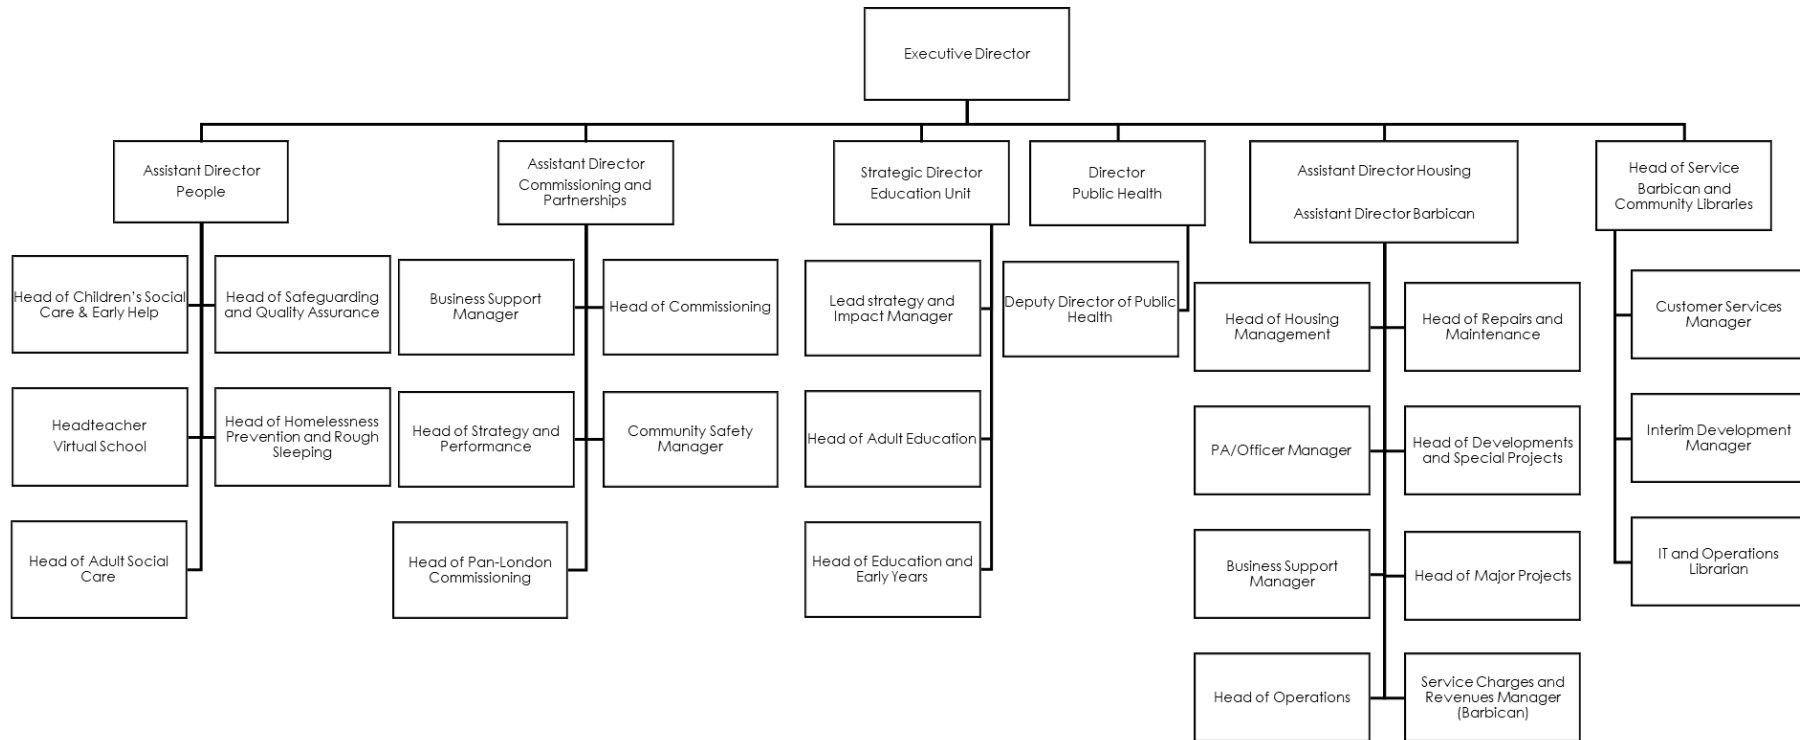 Executive Director
Assistant Director
People
Assistant Director
Commissioning and
Partnerships
Strategic Director
Education Unit
Director
Public Health
Assistant Director Housing
Assistant Director Barbican
Head of Service
Barbican and
Community Libraries
Head of Children's Social
Care & Early Help
Head of Safeguarding
and Quality Assurance
Headteacher
Virtual School
Head of Homelessness
Prevention and Rough
Sleeping
Head of Adult Social
Care
Business Support
Manager
Head of Commissioning
Head of Strategy and
Performance
Community Safety
Manager
Head of Pan-London
Commissioning
Lead strategy and
Impact Manager
Head of Adult Education
Head of Education and
Early Years
Deputy Director of Public
Health
Head of Housing
Management
Head of Repairs and
Maintenance
PA/Officer Manager
Head of Developments
and Special Projects
Business Support
Manager
Head of Major Projects
Head of Operations
Service Charges and
Revenues Manager
(Barbican)
Customer Services
Manager
Interim Development
Manager
IT and Operations
Librarian